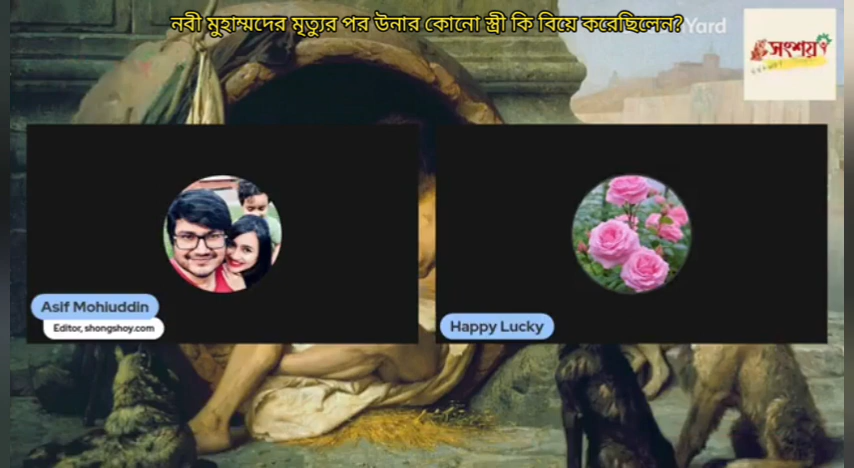 নবী মুহাম্মদের মৃত্যুর পর উনার কোনো স্ত্রী কি বিয়ে করেছিলেন?
Yard
সংশয়
Asif Mohiuddin
Editor, shongshoy.com
Happy Lucky